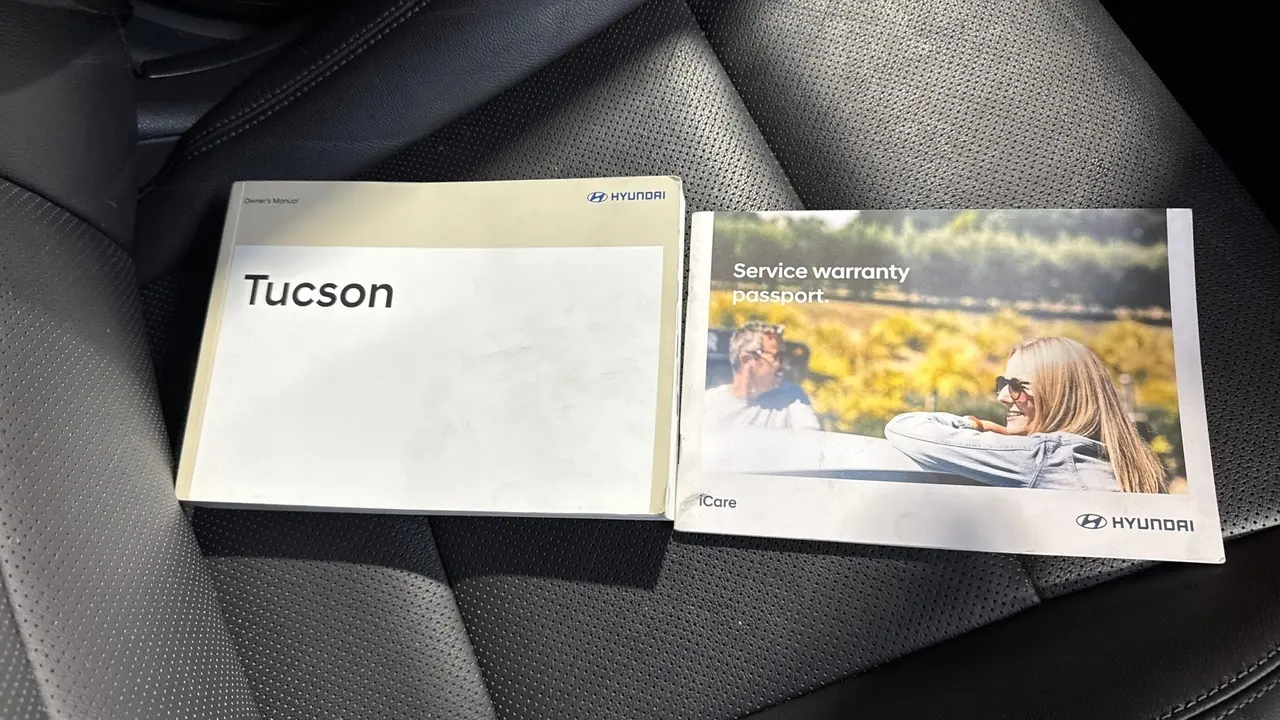 Owner's Manual
HYUNDAI
Tucson
Service warranty
passport.
iCare
HYUNDAI